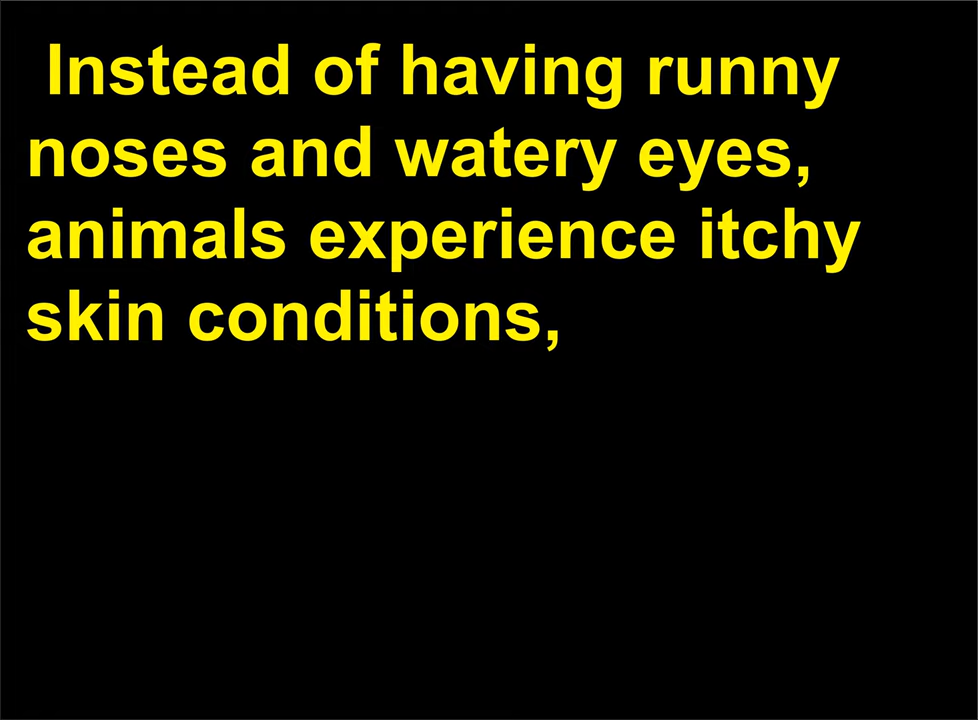 Instead of having runny
noses and watery eyes,
animals experience itchy
skin conditions,